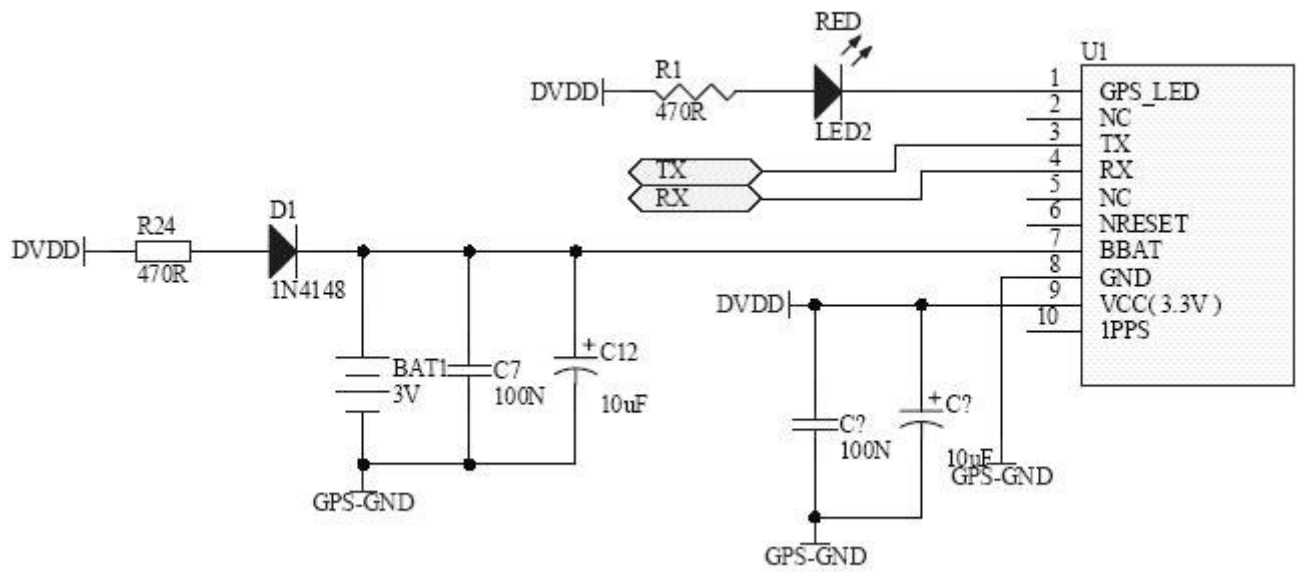 RED
U1
R1
DVDD
470R
LED2
1 GPS_LED
2 NC
3 TX
4 RX
5 NC
6 NRESET
7 BBAT
8 GND
9 VCC(3.3V)
10 1PPS
TX
RX
D1
R24
DVDD
470R
1N4148
DVDD
BAT1
3V
C7
100N
+ C12
10uF
C?
100N
+ C?
10uF
GPS-GND
GPS-GND
GPS-GND